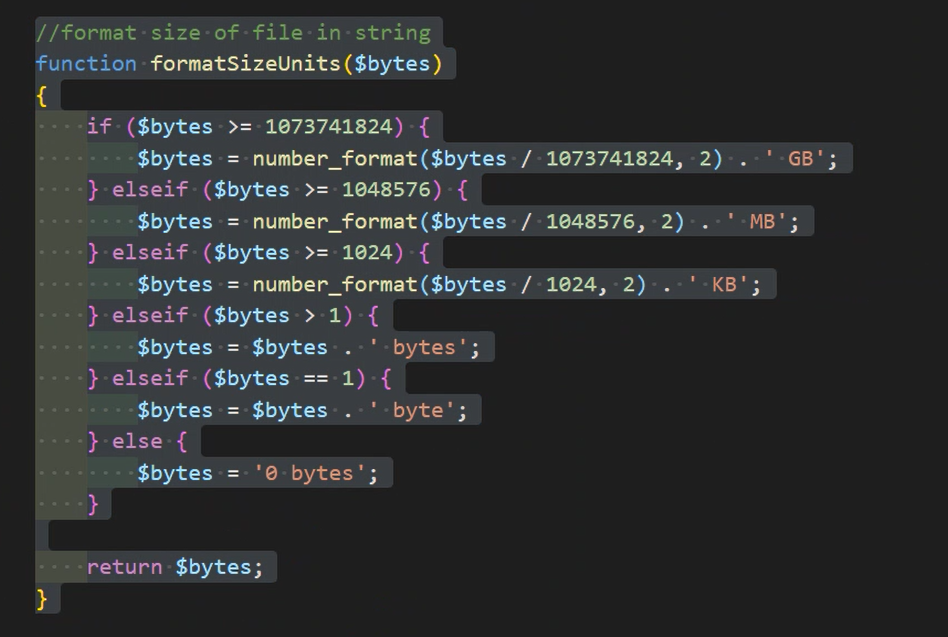 //format size of file in string
function formatSizeUnits($bytes)
{
    if ($bytes >= 1073741824) {
        $bytes = number_format($bytes / 1073741824, 2) . ' GB';
    } elseif ($bytes >= 1048576) {
        $bytes = number_format($bytes / 1048576, 2) . ' MB';
    } elseif ($bytes >= 1024) {
        $bytes = number_format($bytes / 1024, 2) . ' KB';
    } elseif ($bytes > 1) {
        $bytes = $bytes . ' bytes';
    } elseif ($bytes == 1) {
        $bytes = $bytes . ' byte';
    } else {
        $bytes = '0 bytes';
    }

    return $bytes;
}